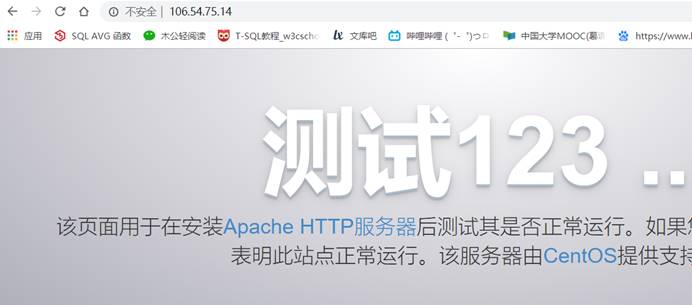 不安全 | 106.54.75.14
应用 SQL AVG 函数 木公轻阅读 T-SQL教程_w3cscho 文库吧 哔哩哔哩 ( ゜- ゜)つロ 中国大学MOOC(慕 https://www.
测试123 ..
该页面用于在安装Apache HTTP服务器后测试其是否正常运行。如果
表明此站点正常运行。该服务器由CentOS提供支持